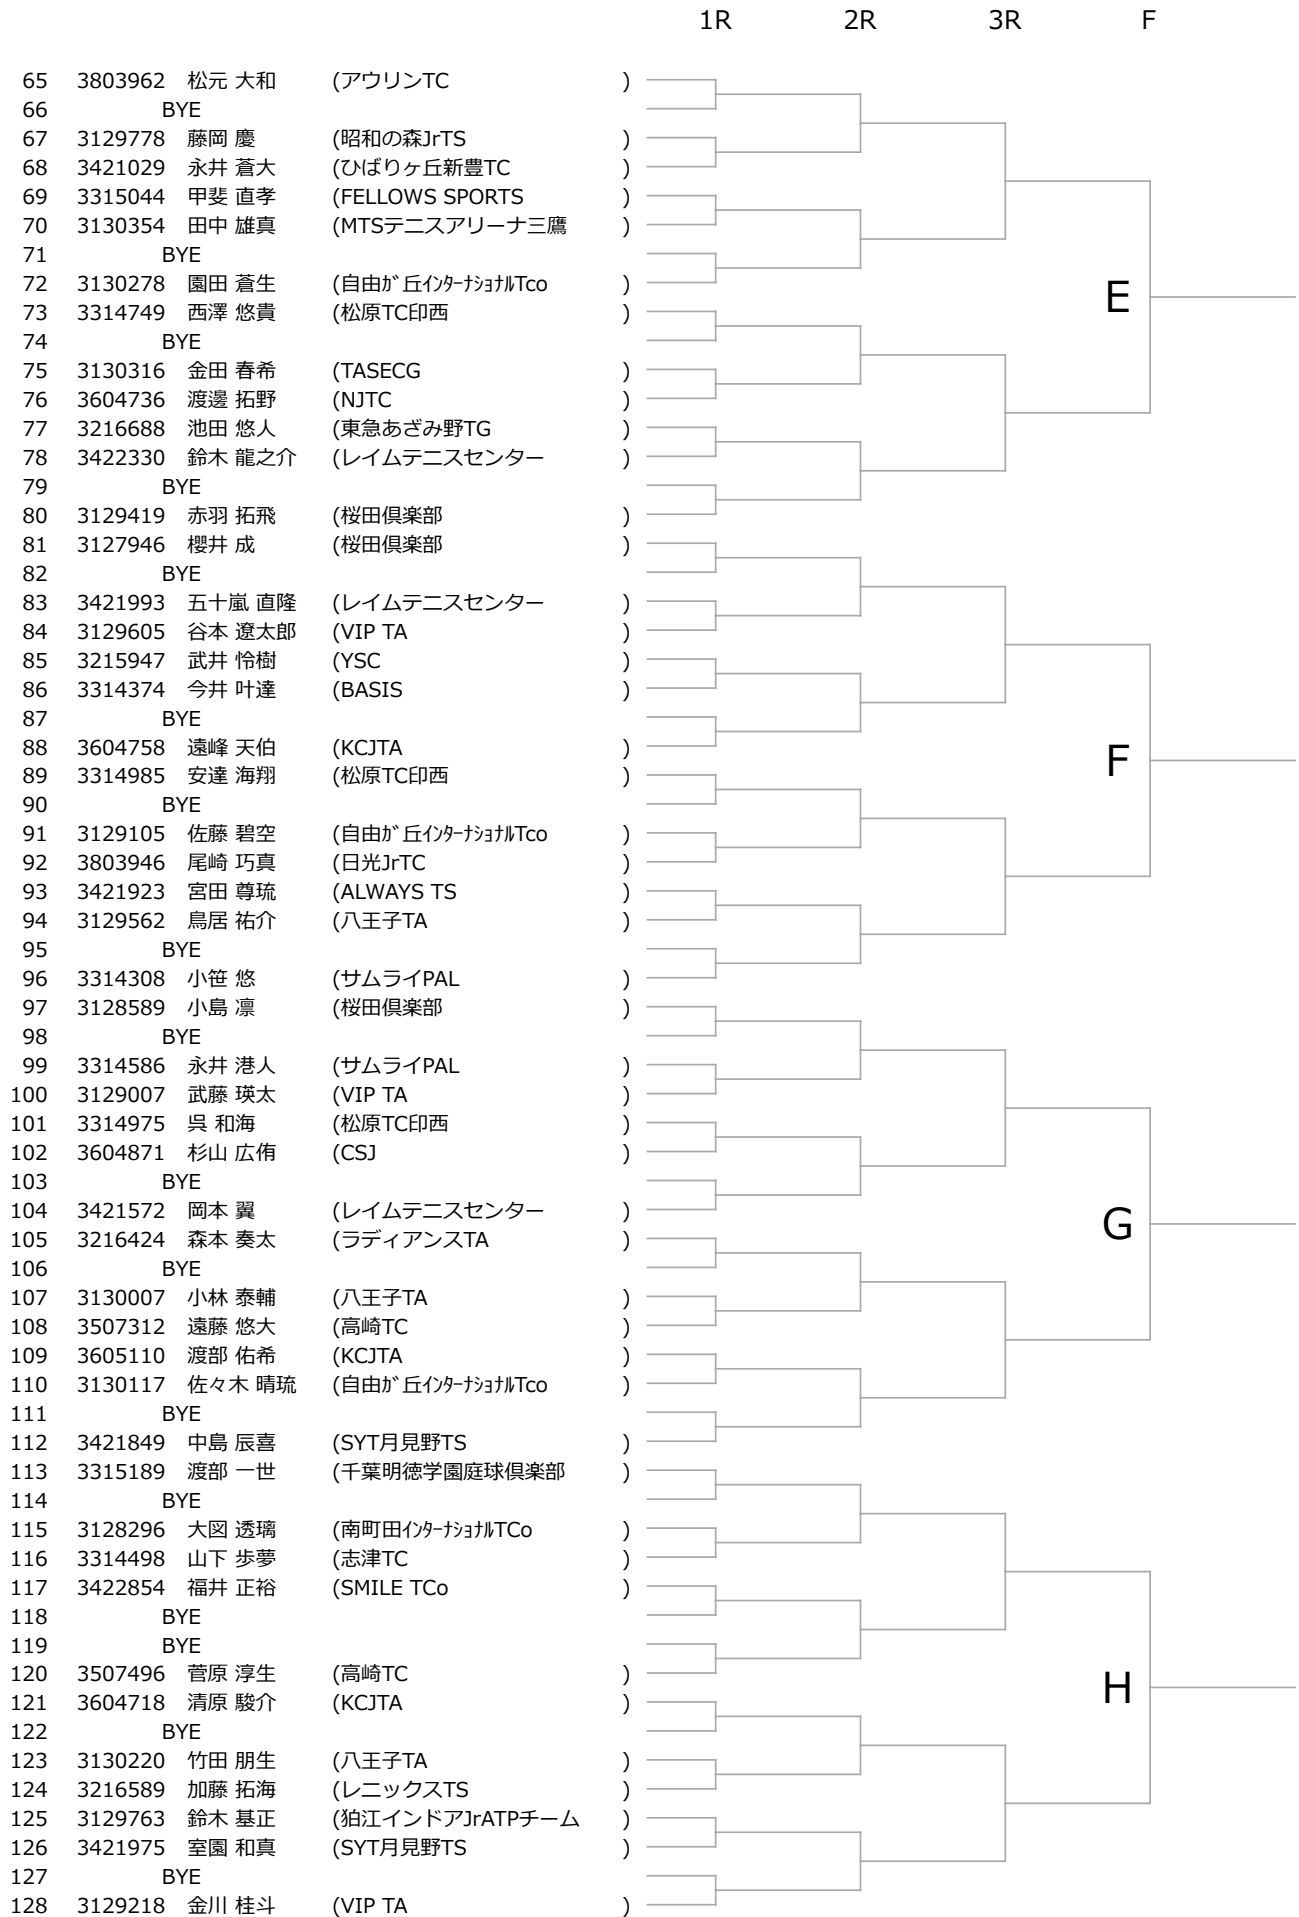 1R 2R 3R F
65 3803962 松元 大和 (アウリンTC )
66 BYE
67 3129778 藤岡 慶 (昭和の森JrTS )
68 3421029 永井 蒼大 (ひばりヶ丘新豊TC )
69 3315044 甲斐 直孝 (FELLOWS SPORTS )
70 3130354 田中 雄真 (MTSテニスアリーナ三鷹 )
71 BYE
72 3130278 園田 蒼生 (自由が丘インターナショナルTco )
E
73 3314749 西澤 悠貴 (松原TC印西 )
74 BYE
75 3130316 金田 春希 (TASECG )
76 3604736 渡邊 拓野 (NJTC )
77 3216688 池田 悠人 (東急あざみ野TG )
78 3422330 鈴木 龍之介 (レイムテニスセンター )
79 BYE
80 3129419 赤羽 拓飛 (桜田倶楽部 )
81 3127946 櫻井 成 (桜田倶楽部 )
82 BYE
83 3421993 五十嵐 直隆 (レイムテニスセンター )
84 3129605 谷本 遼太郎 (VIP TA )
85 3215947 武井 怜樹 (YSC )
86 3314374 今井 叶達 (BASIS )
87 BYE
88 3604758 遠峰 天伯 (KCJTA )
F
89 3314985 安達 海翔 (松原TC印西 )
90 BYE
91 3129105 佐藤 碧空 (自由が丘インターナショナルTco )
92 3803946 尾崎 巧真 (日光JrTC )
93 3421923 宮田 尊琉 (ALWAYS TS )
94 3129562 鳥居 祐介 (八王子TA )
95 BYE
96 3314308 小笹 悠 (サムライPAL )
97 3128589 小島 凛 (桜田倶楽部 )
98 BYE
99 3314586 永井 港人 (サムライPAL )
100 3129007 武藤 瑛太 (VIP TA )
101 3314975 呉 和海 (松原TC印西 )
102 3604871 杉山 広侑 (CSJ )
103 BYE
104 3421572 岡本 翼 (レイムテニスセンター )
G
105 3216424 森本 奏太 (ラディアンスTA )
106 BYE
107 3130007 小林 泰輔 (八王子TA )
108 3507312 遠藤 悠大 (高崎TC )
109 3605110 渡部 佑希 (KCJTA )
110 3130117 佐々木 晴琉 (自由が丘インターナショナルTco )
111 BYE
112 3421849 中島 辰喜 (SYT月見野TS )
113 3315189 渡部 一世 (千葉明徳学園庭球倶楽部 )
114 BYE
115 3128296 大図 透璃 (南町田インターナショナルTCo )
116 3314498 山下 歩夢 (志津TC )
117 3422854 福井 正裕 (SMILE TCo )
118 BYE
119 BYE
120 3507496 菅原 淳生 (高崎TC )
H
121 3604718 清原 駿介 (KCJTA )
122 BYE
123 3130220 竹田 朋生 (八王子TA )
124 3216589 加藤 拓海 (レニックスTS )
125 3129763 鈴木 基正 (狛江インドアJrATPチーム )
126 3421975 室園 和真 (SYT月見野TS )
127 BYE
128 3129218 金川 桂斗 (VIP TA )